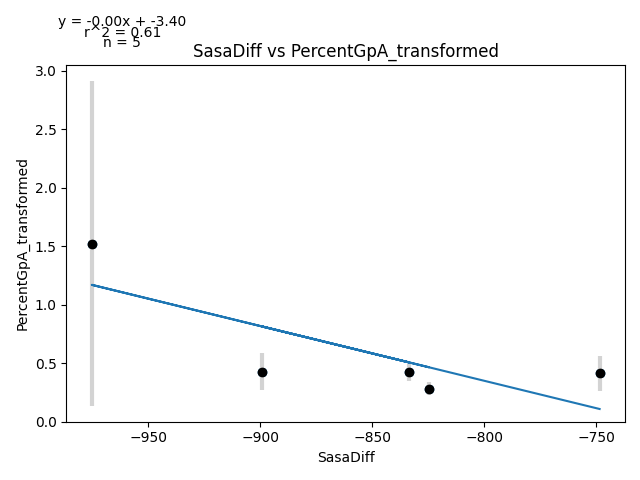 y = -0.00x + -3.40
r^2 = 0.61
n = 5
SasaDiff vs PercentGpA_transformed
3.0
2.5
2.0
1.5
1.0
0.5
0.0
PercentGpA_transformed
−950 −900 −850 −800 −750
SasaDiff